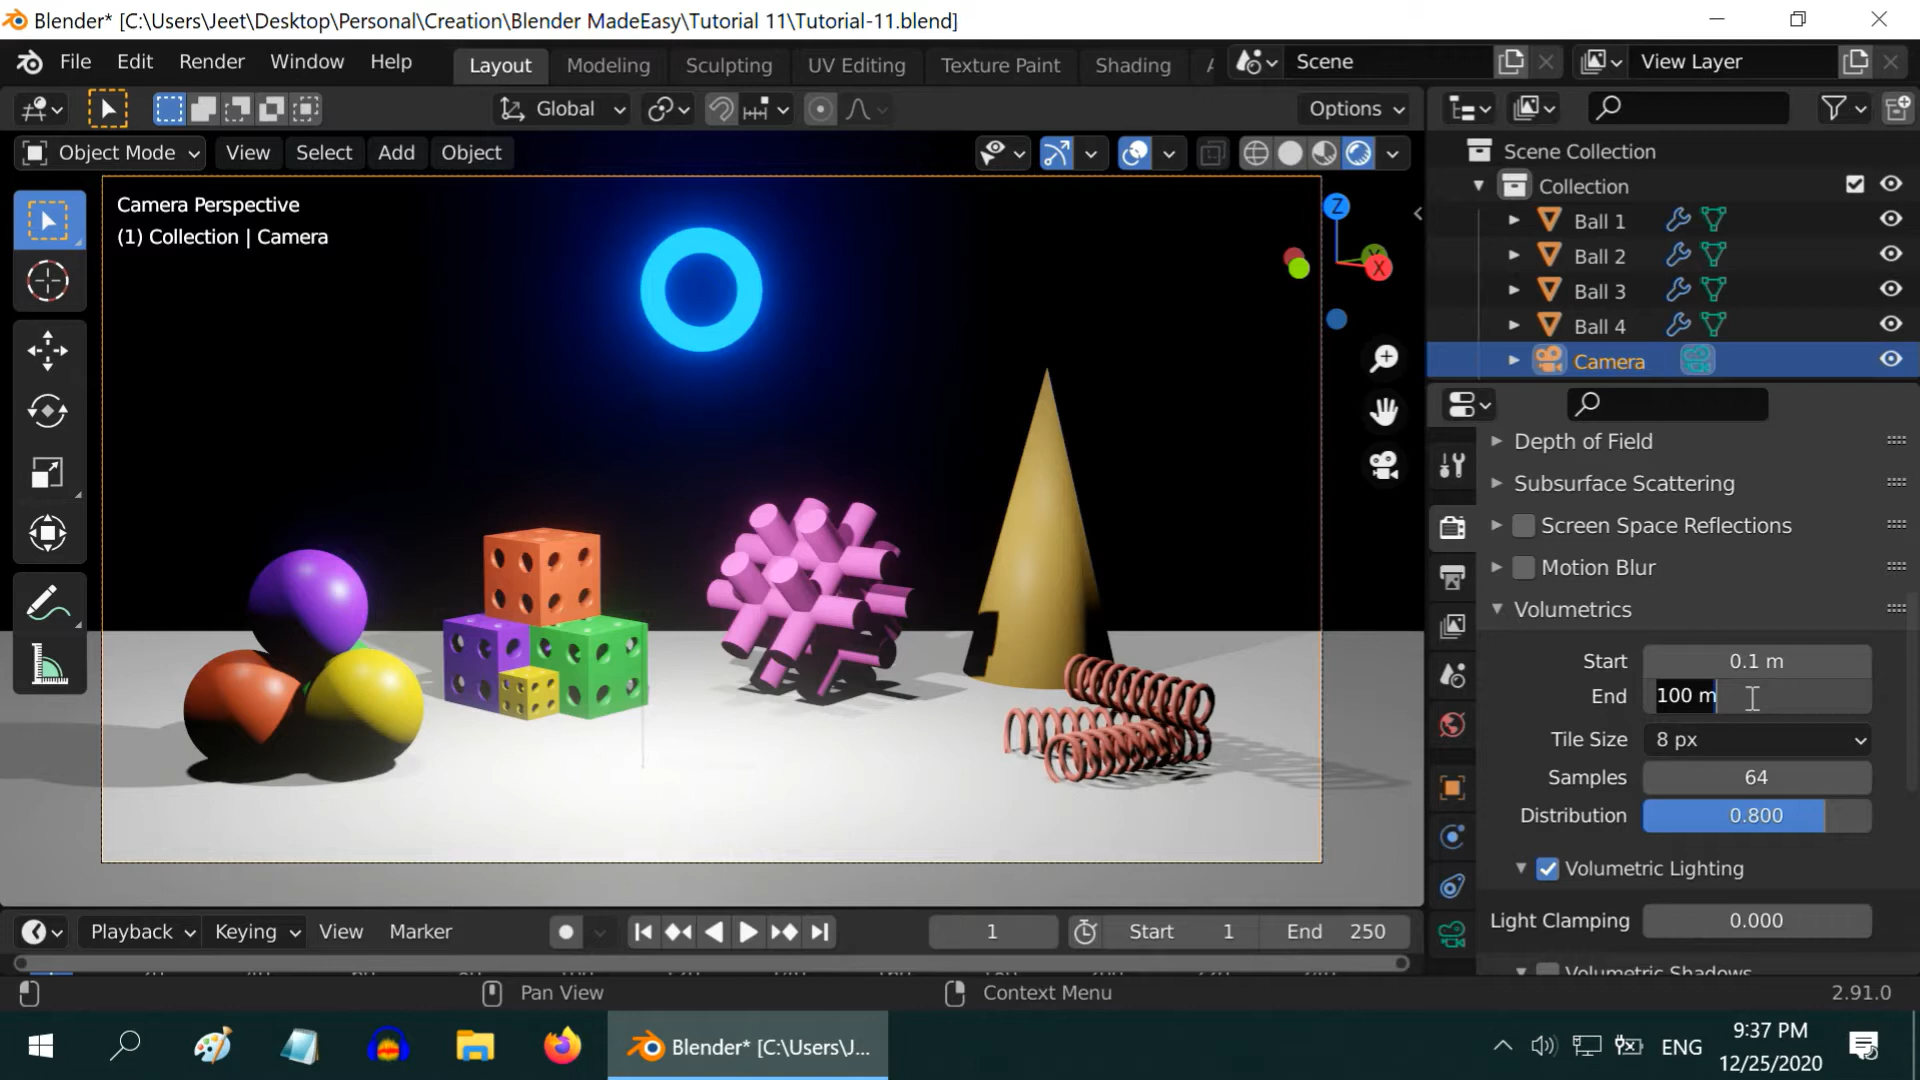 Blender* [C:\Users\Jeet\Desktop\Personal\Creation\Blender MadeEasy\Tutorial 11\Tutorial-11.blend]
File Edit Render Window Help Layout Modeling Sculpting UV Editing Texture Paint Shading Scene View Layer
Global Options
Object Mode View Select Add Object
Camera Perspective
(1) Collection | Camera
Z
Y
X
Scene Collection
Collection
Ball 1
Ball 2
Ball 3
Ball 4
Camera
Depth of Field
Subsurface Scattering
Screen Space Reflections
Motion Blur
Volumetrics
Start 0.1 m
End 100 m
Tile Size 8 px
Samples 64
Distribution 0.800
Volumetric Lighting
Light Clamping 0.000
Volumetric Shadows
Playback Keying View Marker 1 Start 1 End 250
Pan View Context Menu 2.91.0
Blender* [C:\Users\J... ENG 9:37 PM
12/25/2020